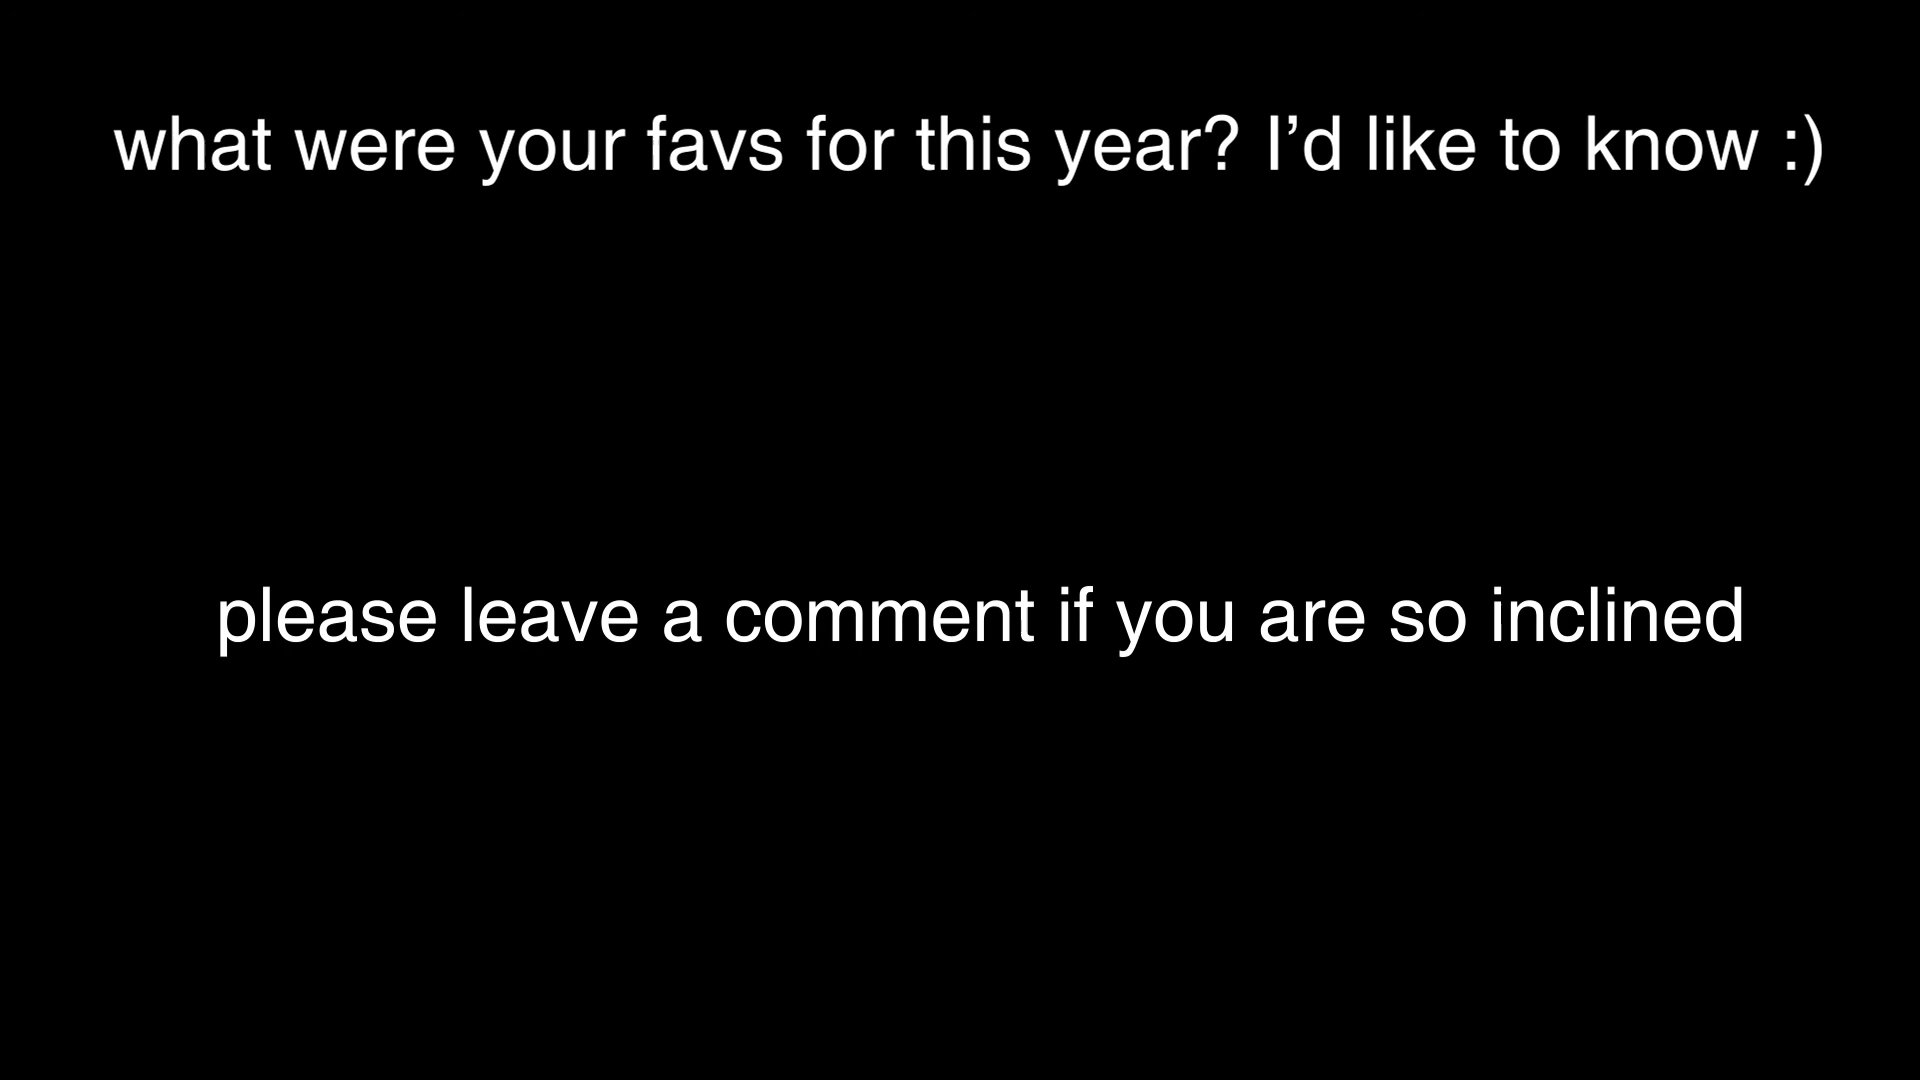 what were your favs for this year? I’d like to know :)
please leave a comment if you are so inclined